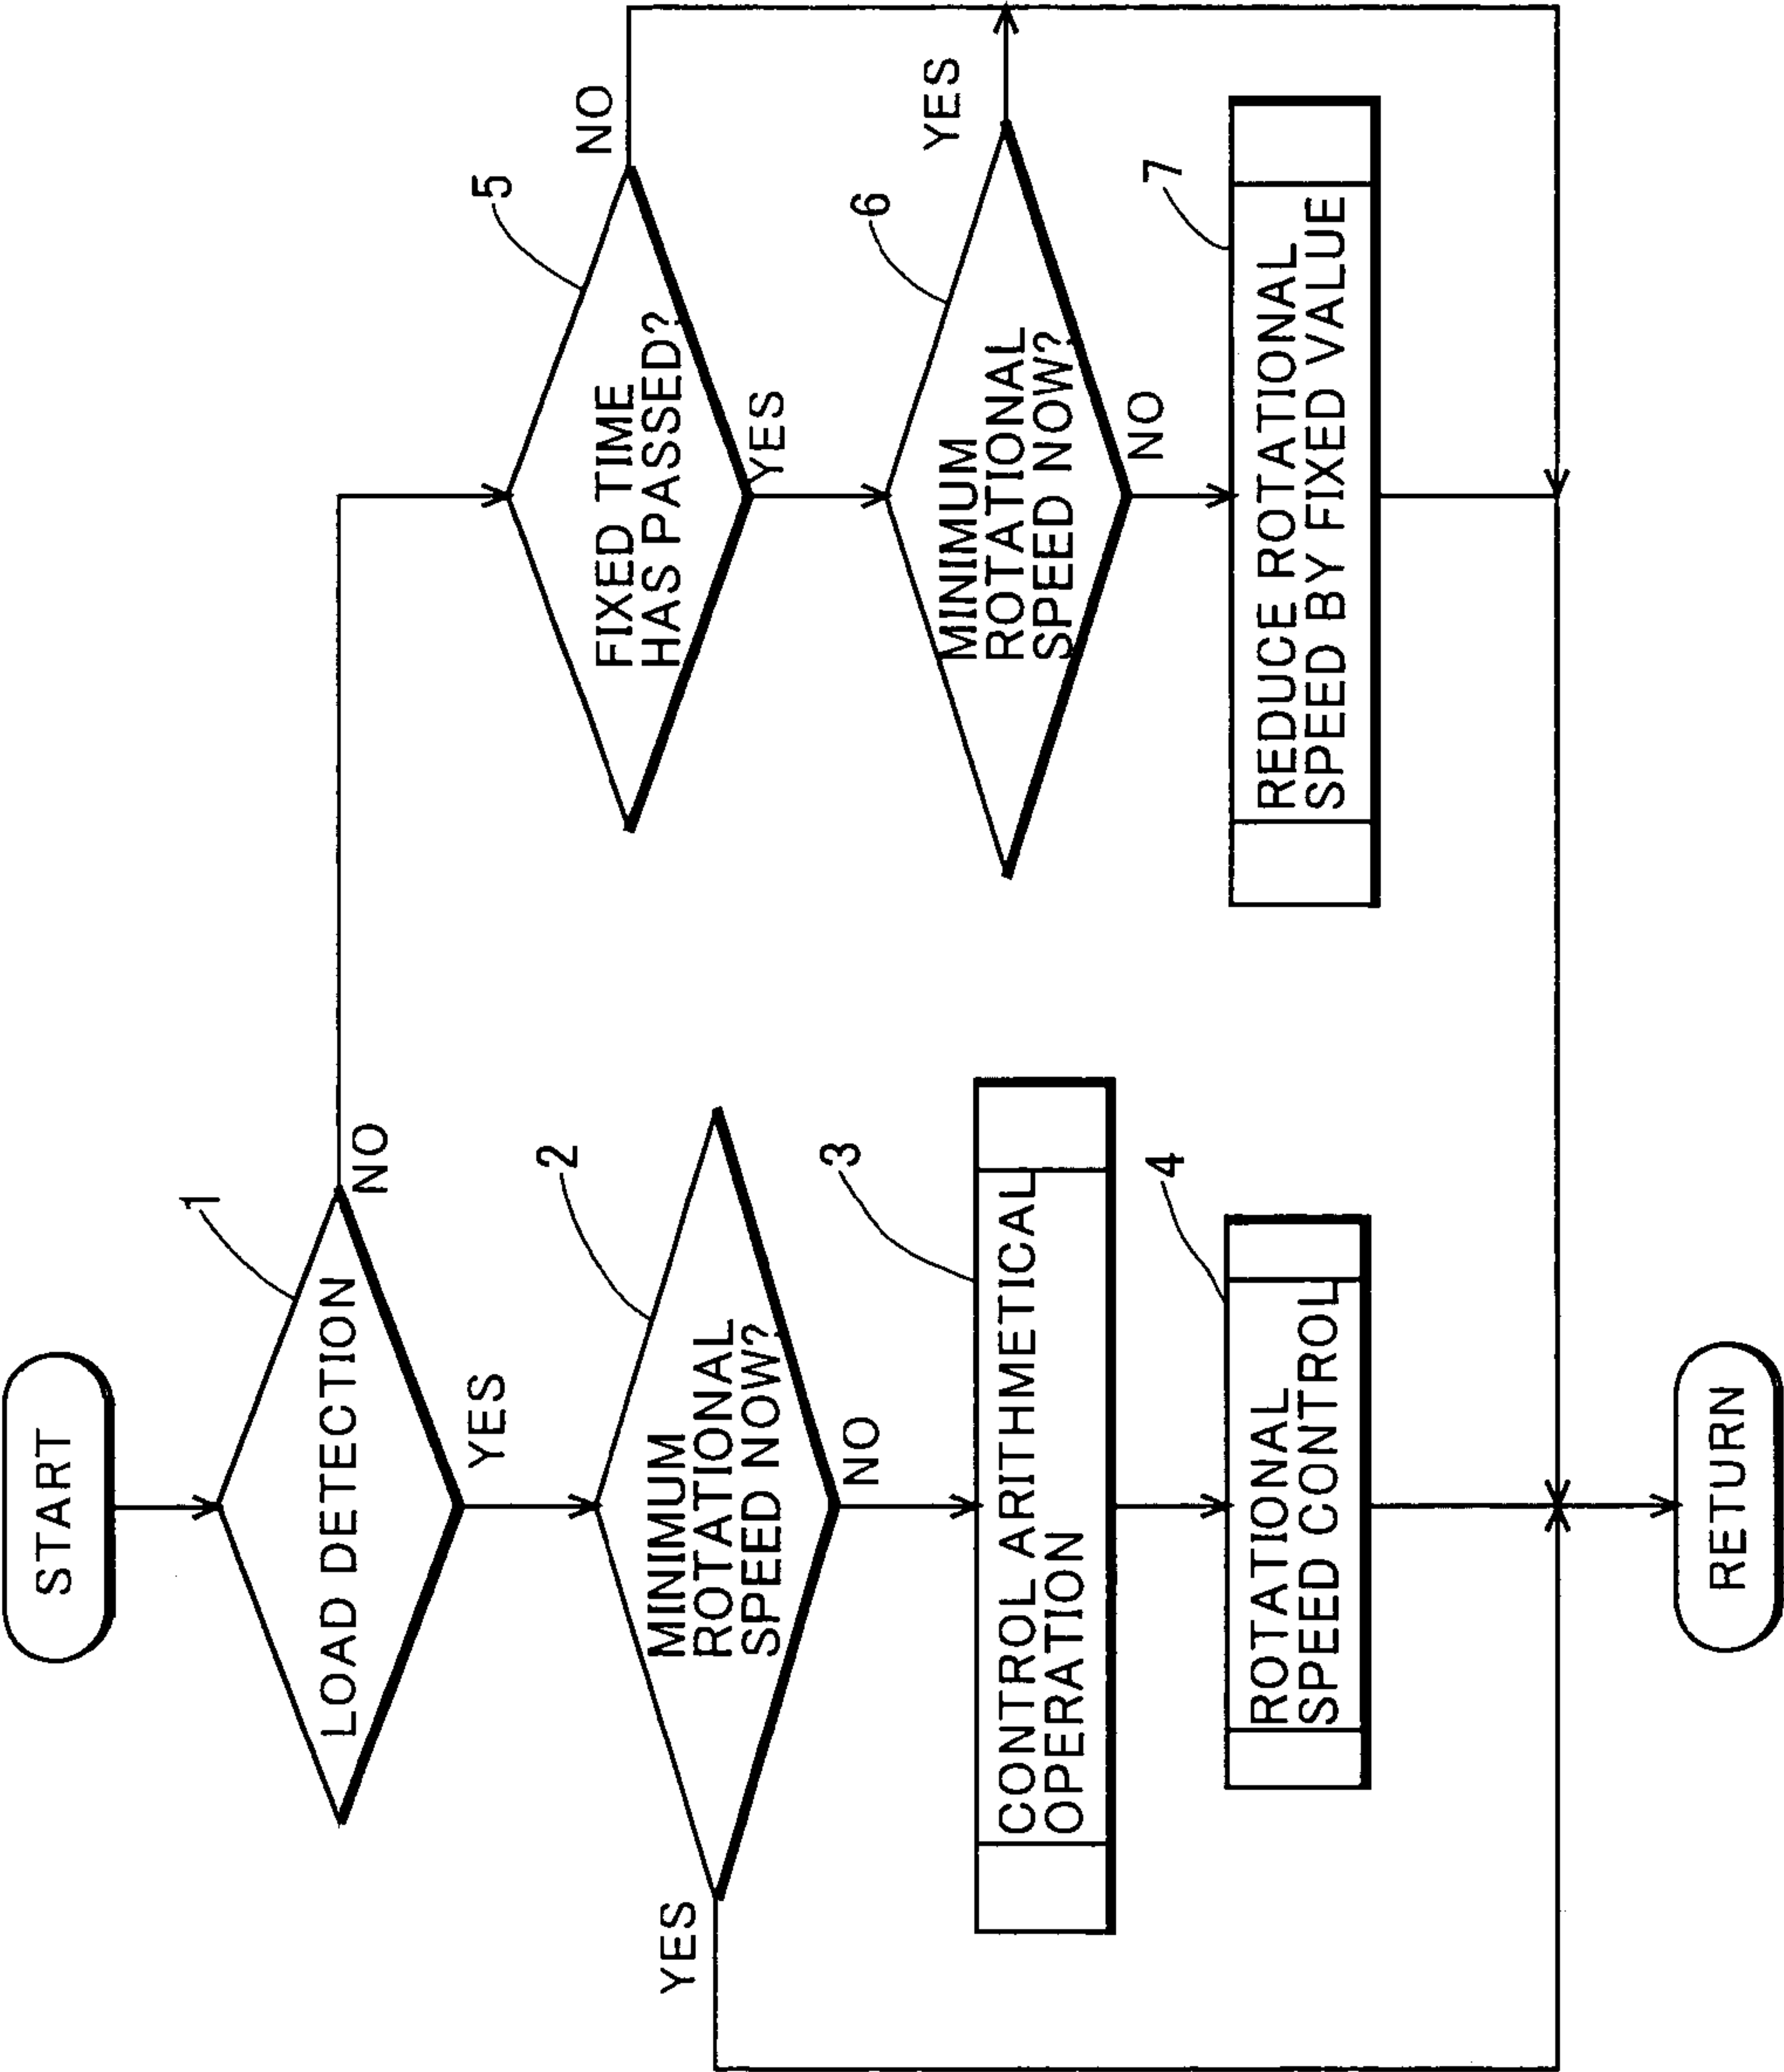 START
1
LOAD DETECTION
NO
YES
2
MINIMUM
ROTATIONAL
SPEED NOW?
YES
NO
3
CONTROL ARITHMETICAL
OPERATION
4
ROTATIONAL
SPEED CONTROL
5
FIXED TIME
HAS PASSED?
NO
YES
6
MINIMUM
ROTATIONAL
SPEED NOW?
YES
NO
7
REDUCE ROTATIONAL
SPEED BY FIXED VALUE
RETURN